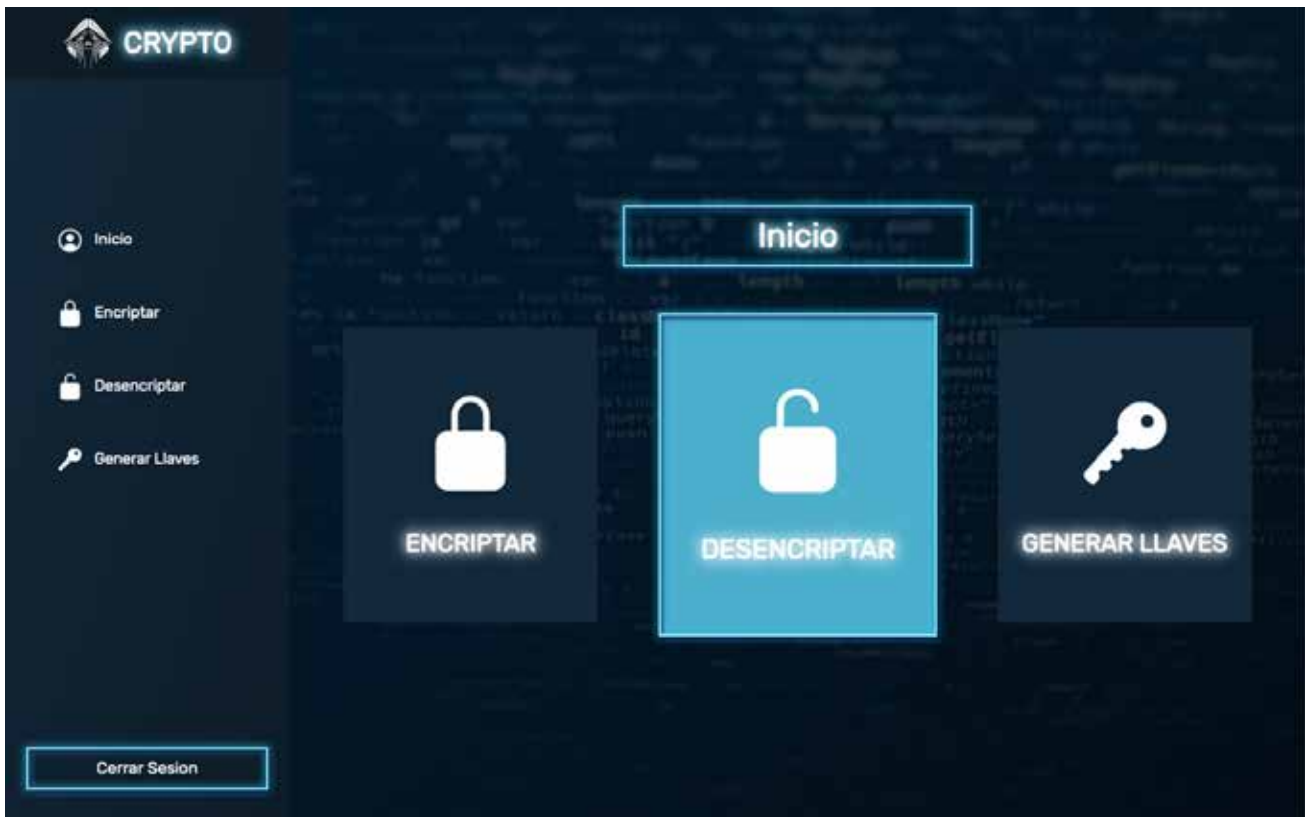 CRYPTO
Inicio
Encriptar
Desencriptar
Generar Llaves
Cerrar Sesion
Inicio
ENCRIPTAR
DESENCRIPTAR
GENERAR LLAVES